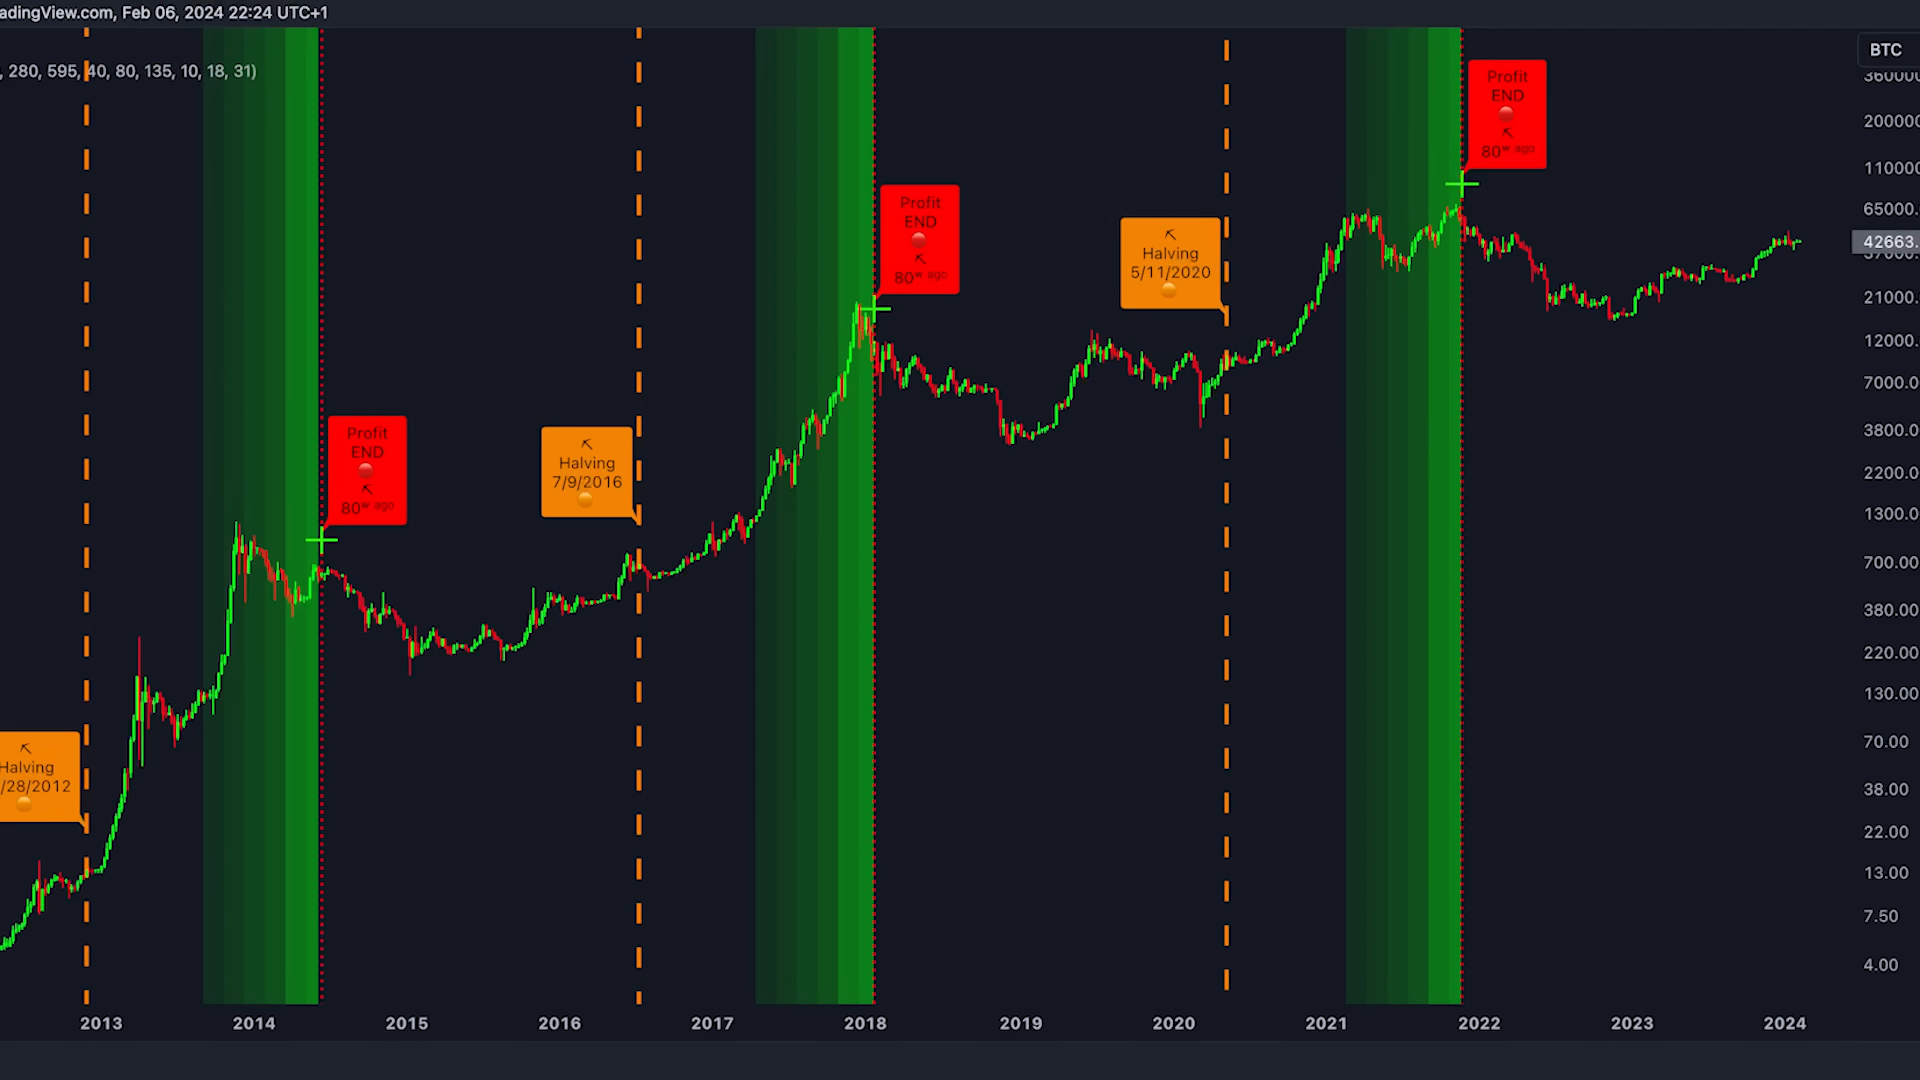 adingView.com, Feb 06, 2024 22:24 UTC+1
, 280, 595, 40, 80, 135, 10, 18, 31)
BTC
360000
200000
110000
65000.
42663.
37000.
21000.
12000.
7000.0
3800.0
2200.0
1300.0
700.00
380.00
220.00
130.00
70.00
38.00
22.00
13.00
7.50
4.00
Profit
END
80w ago
Profit
END
80w ago
Halving
5/11/2020
Profit
END
80w ago
Halving
7/9/2016
Halving
/28/2012
2013
2014
2015
2016
2017
2018
2019
2020
2021
2022
2023
2024